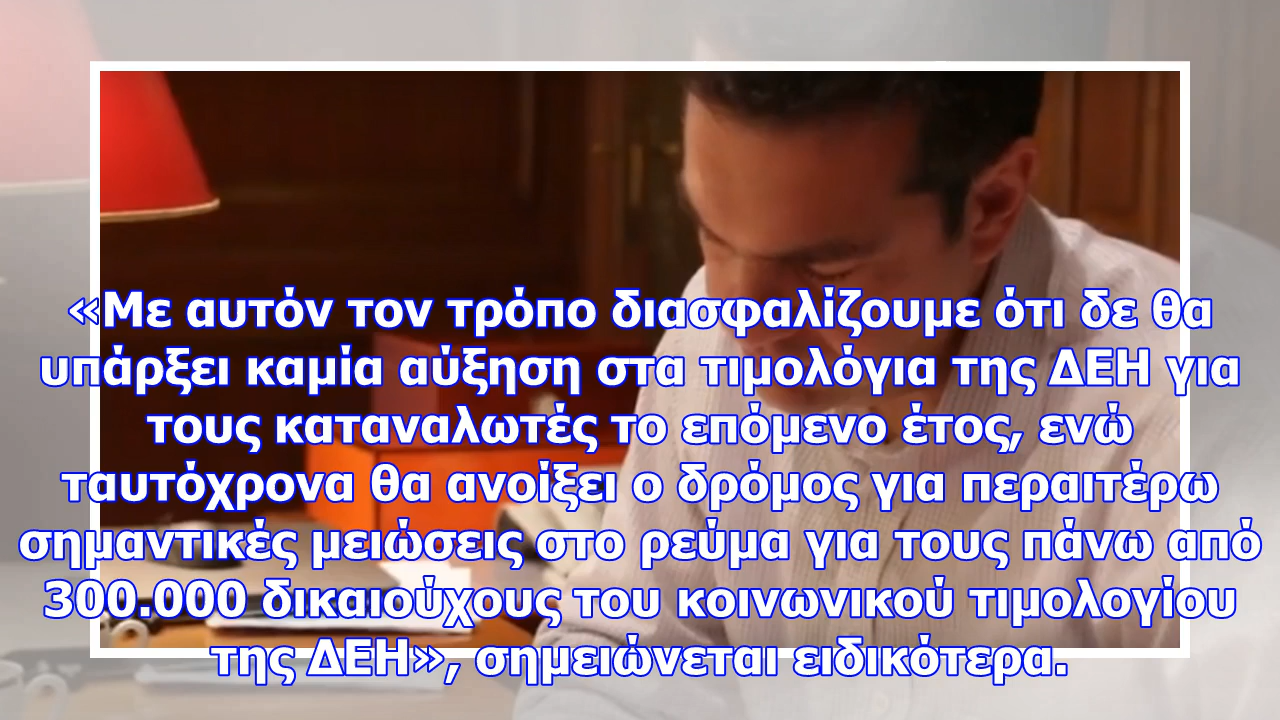 «Με αυτόν τον τρόπο διασφαλίζουμε ότι δε θα
υπάρξει καμία αύξηση στα τιμολόγια της ΔΕΗ για
τους καταναλωτές το επόμενο έτος, ενώ
ταυτόχρονα θα ανοίξει ο δρόμος για περαιτέρω
σημαντικές μειώσεις στο ρεύμα για τους πάνω από
300.000 δικαιούχους του κοινωνικού τιμολογίου
της ΔΕΗ», σημειώνεται ειδικότερα.